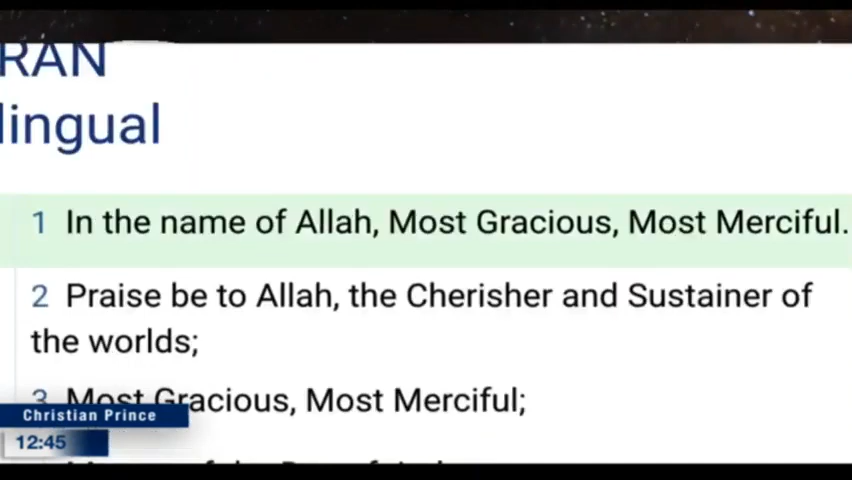 RAN
lingual
1 In the name of Allah, Most Gracious, Most Merciful.
2 Praise be to Allah, the Cherisher and Sustainer of
the worlds;
3 Most Gracious, Most Merciful;
Christian Prince
12:45